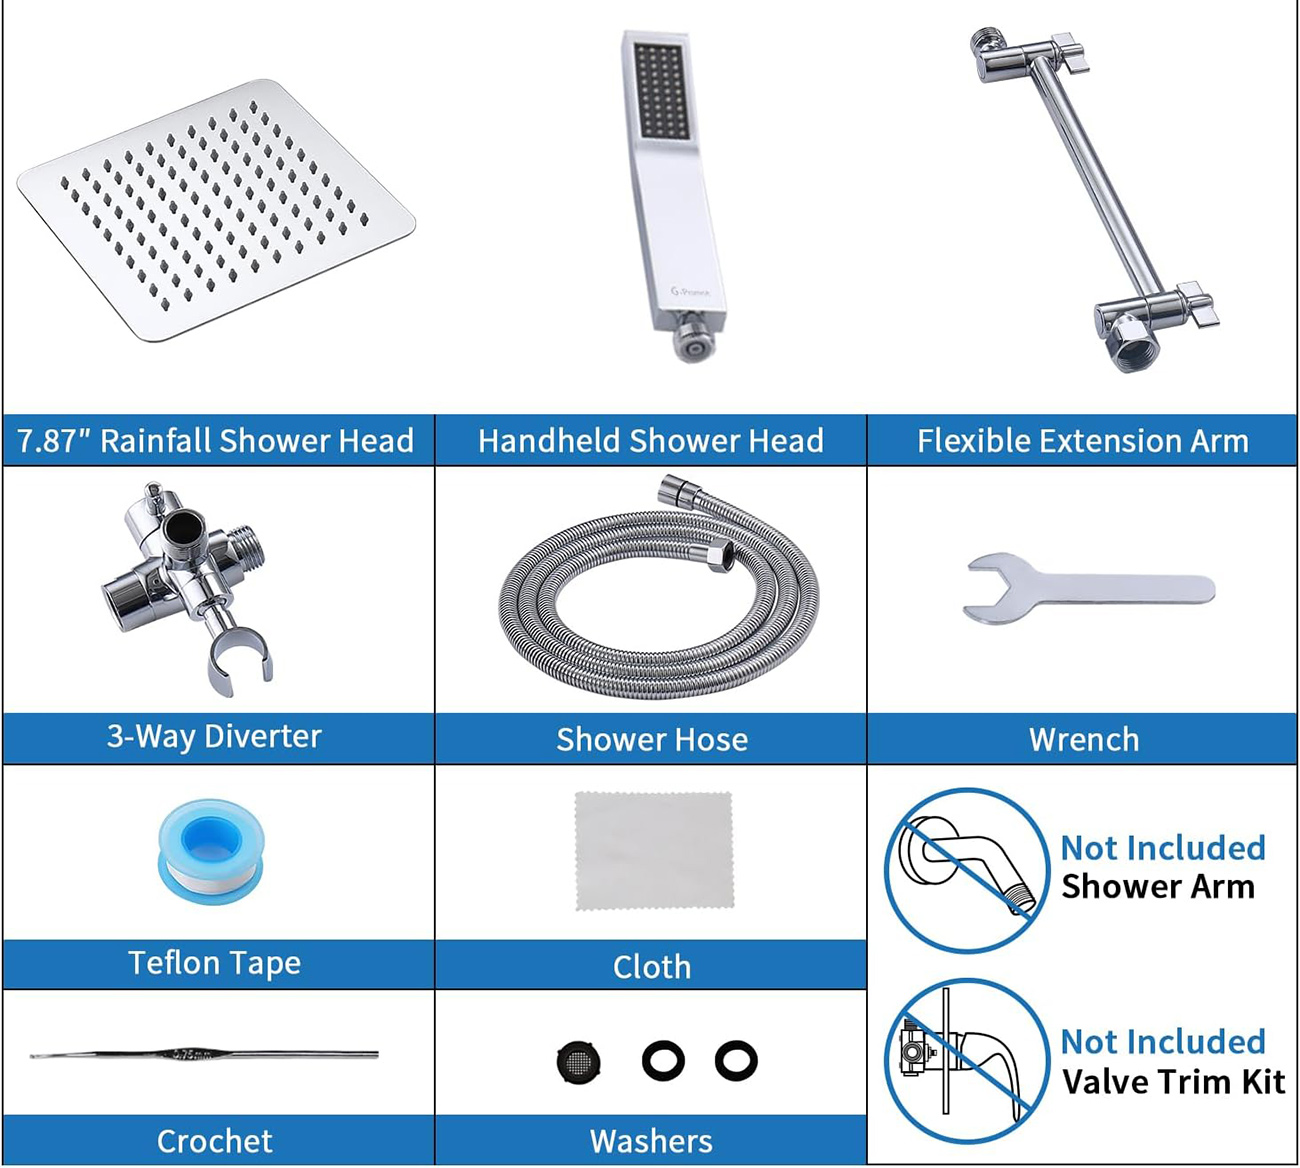 7.87" Rainfall Shower Head
Handheld Shower Head
Flexible Extension Arm
3-Way Diverter
Shower Hose
Wrench
Teflon Tape
Cloth
Not Included
Shower Arm
Not Included
Valve Trim Kit
Crochet
Washers